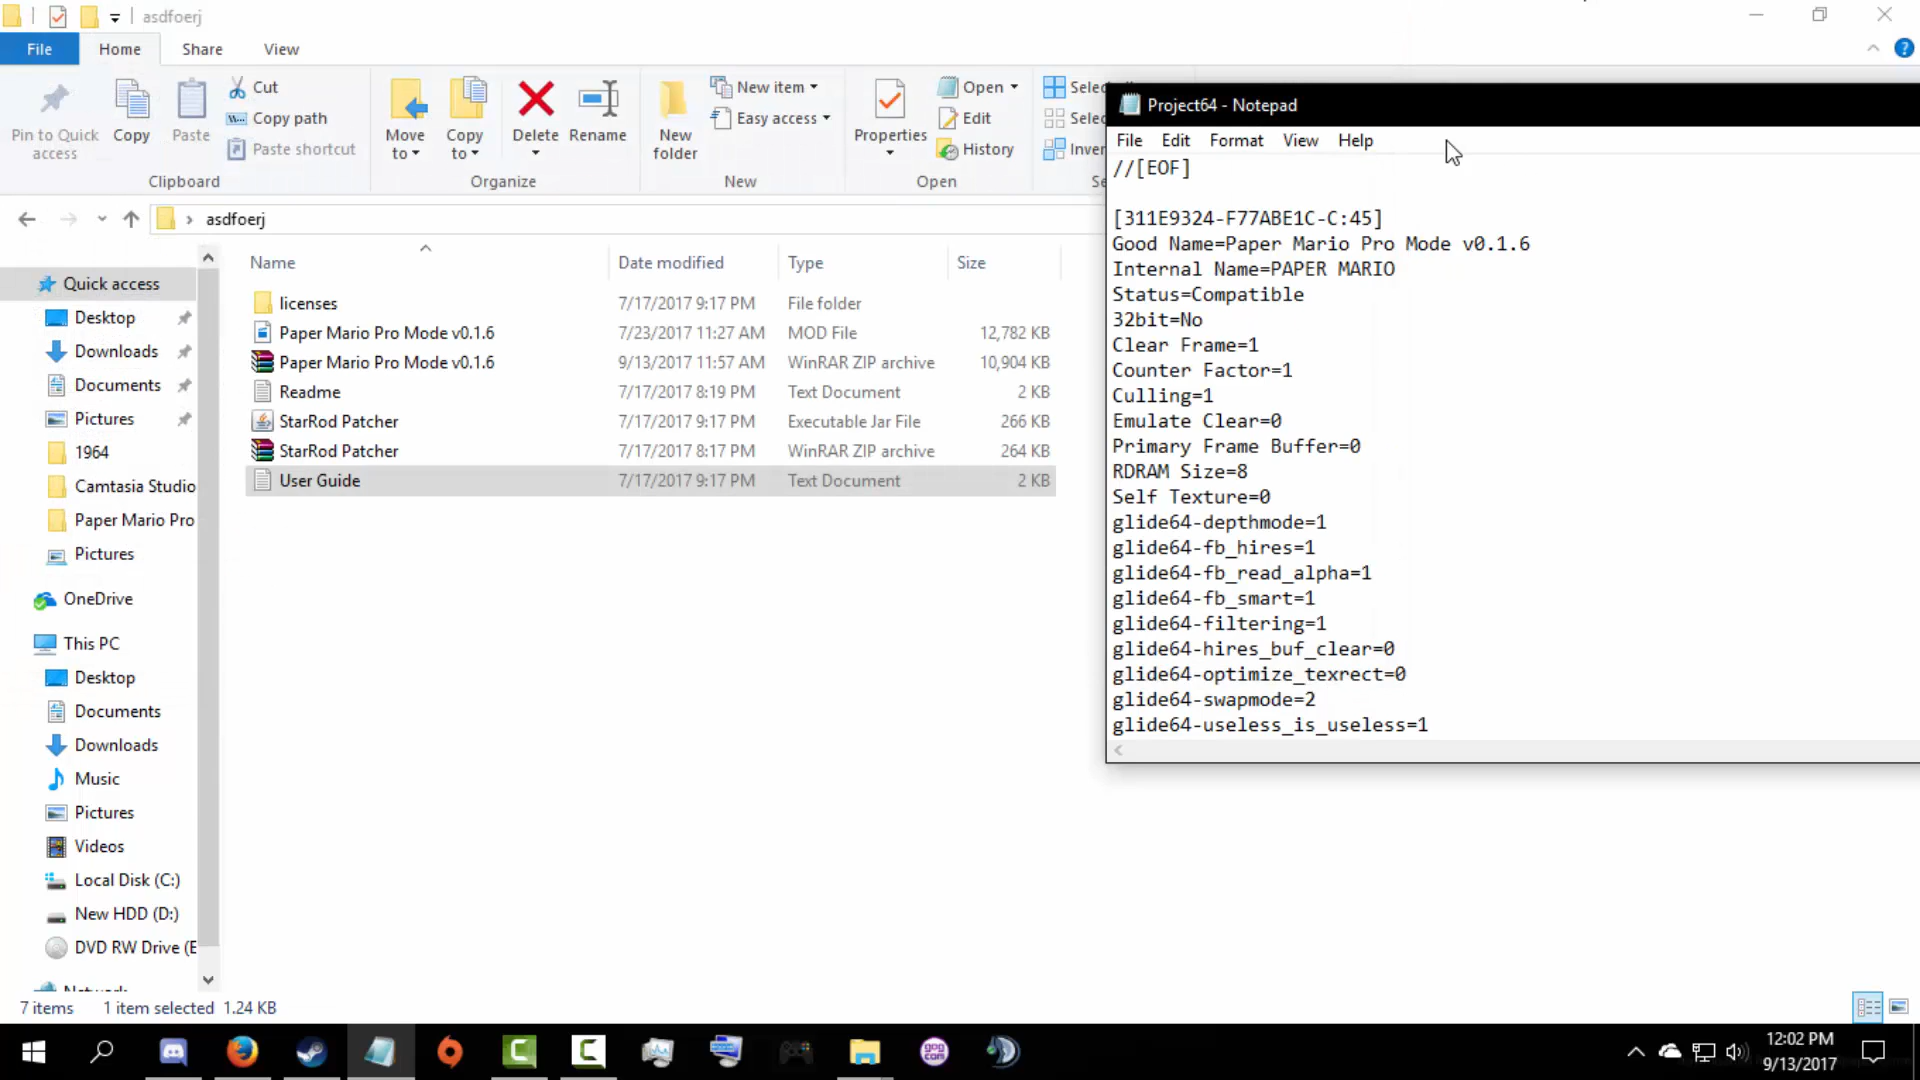 asdfoerj
File
Home
Share
View
Pin to Quick access
Copy
Paste
Cut
Copy path
Paste shortcut
Clipboard
Move to
Copy to
Delete
Rename
Organize
New folder
New item
Easy access
New
Properties
Open
Edit
History
Open
Selec
Selec
Inver
Se
asdfoerj
Name
Date modified
Type
Size
licenses 7/17/2017 9:17 PM File folder
Paper Mario Pro Mode v0.1.6 7/23/2017 11:27 AM MOD File 12,782 KB
Paper Mario Pro Mode v0.1.6 9/13/2017 11:57 AM WinRAR ZIP archive 10,904 KB
Readme 7/17/2017 8:19 PM Text Document 2 KB
StarRod Patcher 7/17/2017 9:17 PM Executable Jar File 266 KB
StarRod Patcher 7/17/2017 8:17 PM WinRAR ZIP archive 264 KB
User Guide 7/17/2017 9:17 PM Text Document 2 KB
Quick access
Desktop
Downloads
Documents
Pictures
1964
Camtasia Studio
Paper Mario Pro
Pictures
OneDrive
This PC
Desktop
Documents
Downloads
Music
Pictures
Videos
Local Disk (C:)
New HDD (D:)
DVD RW Drive (E
Network
7 items 1 item selected 1.24 KB
Project64 - Notepad
File Edit Format View Help
//[EOF]
[311E9324-F77ABE1C-C:45]
Good Name=Paper Mario Pro Mode v0.1.6
Internal Name=PAPER MARIO
Status=Compatible
32bit=No
Clear Frame=1
Counter Factor=1
Culling=1
Emulate Clear=0
Primary Frame Buffer=0
RDRAM Size=8
Self Texture=0
glide64-depthmode=1
glide64-fb_hires=1
glide64-fb_read_alpha=1
glide64-fb_smart=1
glide64-filtering=1
glide64-hires_buf_clear=0
glide64-optimize_texrect=0
glide64-swapmode=2
glide64-useless_is_useless=1
gog
com
12:02 PM
9/13/2017